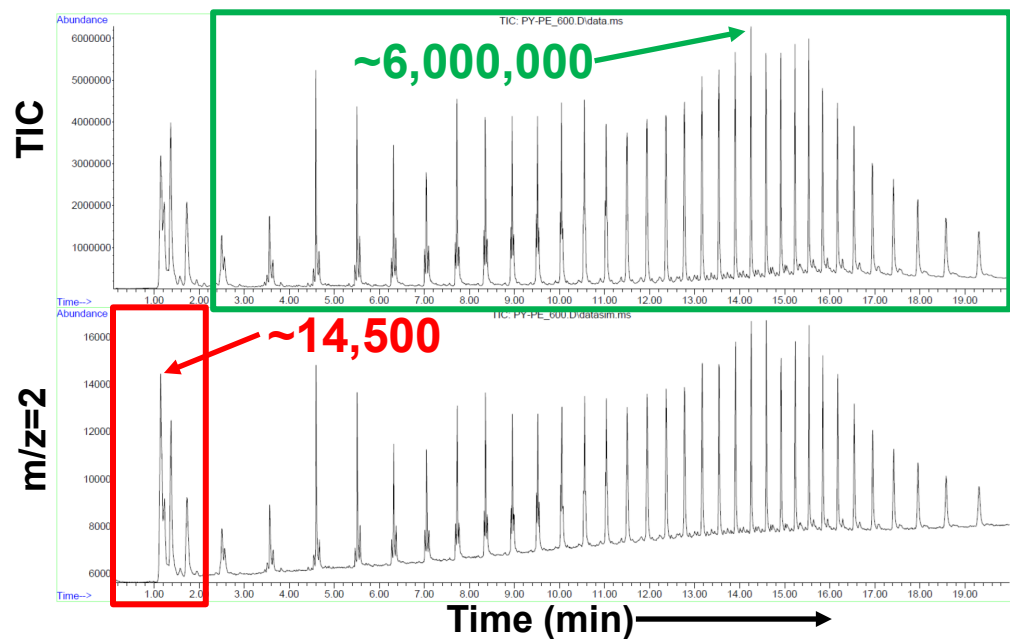 Abundance
TIC: PY-PE_600.D\data.ms
6000000
~6,000,000
5000000
4000000
TIC
3000000
2000000
1000000
Time-->
1.00 2.00 3.00 4.00 5.00 6.00 7.00 8.00 9.00 10.00 11.00 12.00 13.00 14.00 15.00 16.00 17.00 18.00 19.00
Abundance
TIC: PY-PE_600.D\datasim.ms
16000
~14,500
14000
12000
m/z=2
10000
8000
6000
Time-->
1.00 2.00 3.00 4.00 5.00 6.00 7.00 8.00 9.00 10.00 11.00 12.00 13.00 14.00 15.00 16.00 17.00 18.00 19.00
Time (min)